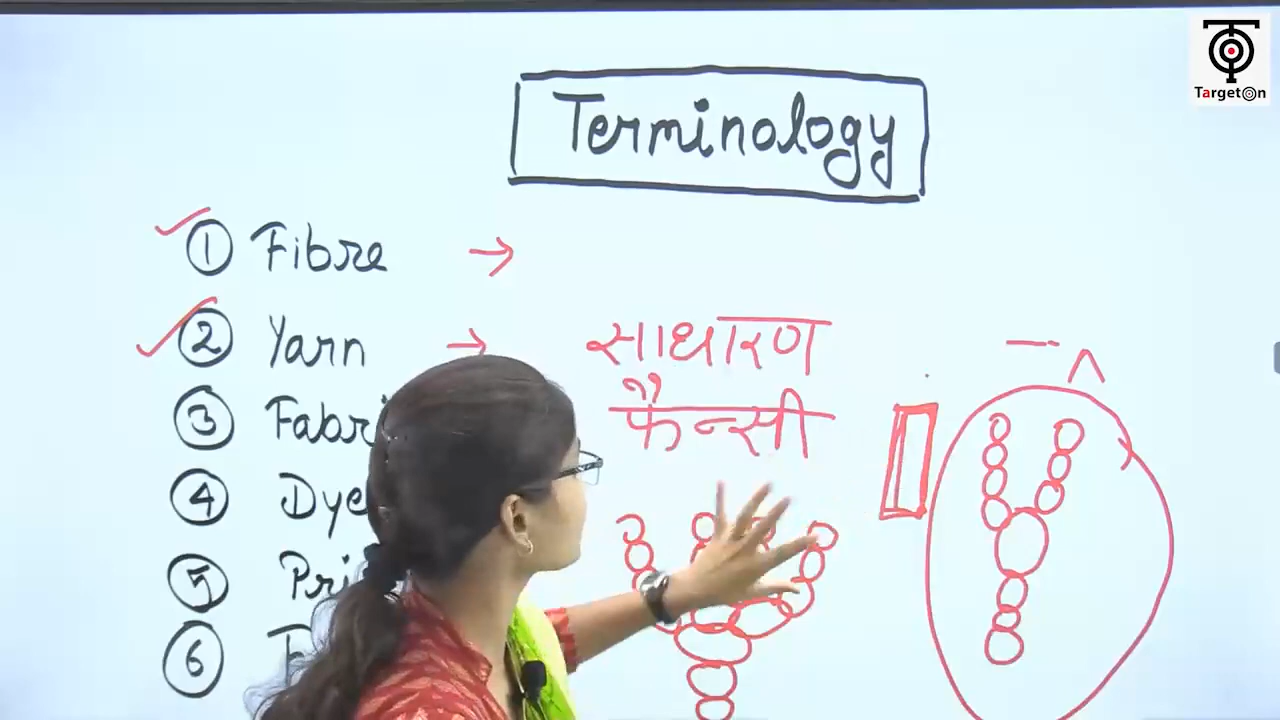 TargetOn
Terminology
① Fibre →
② Yarn → साधारण
③ फैन्सी
④
⑤
⑥